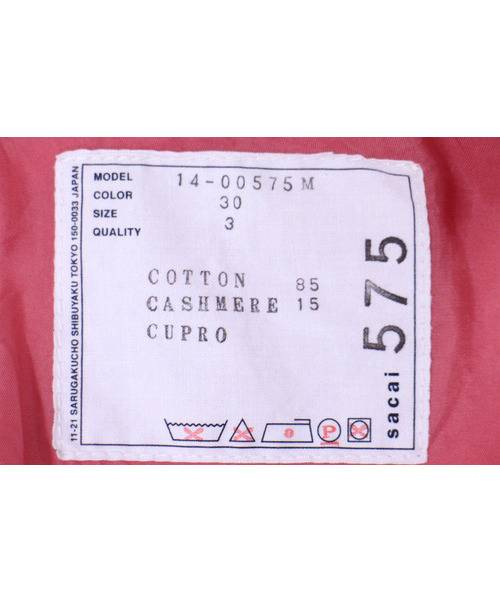 MODEL 14-00575M
COLOR 30
SIZE 3
QUALITY
COTTON 85
CASHMERE 15
CUPRO
P
sacai 575
11-21 SARUGAKUCHO SHIBUYAKU TOKYO 150-0033 JAPAN